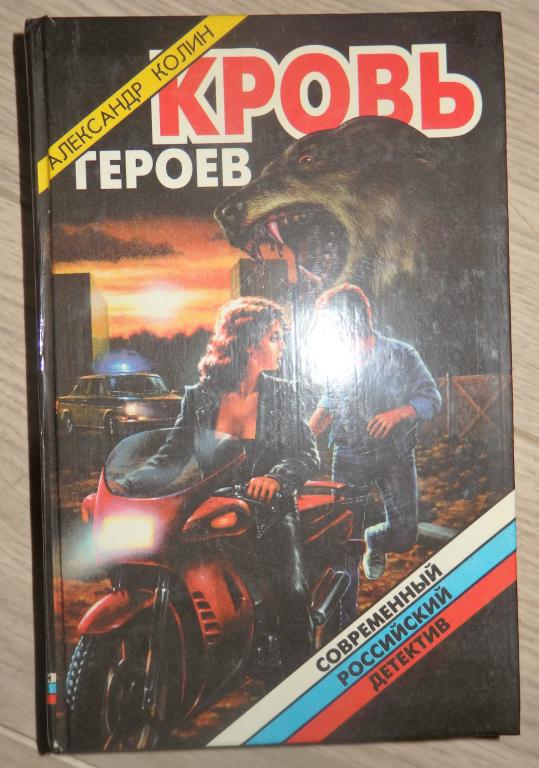 АЛЕКСАНДР КОЛИН
КРОВЬ
ГЕРОЕВ
СОВРЕМЕННЫЙ
РОССИЙСКИЙ
ДЕТЕКТИВ